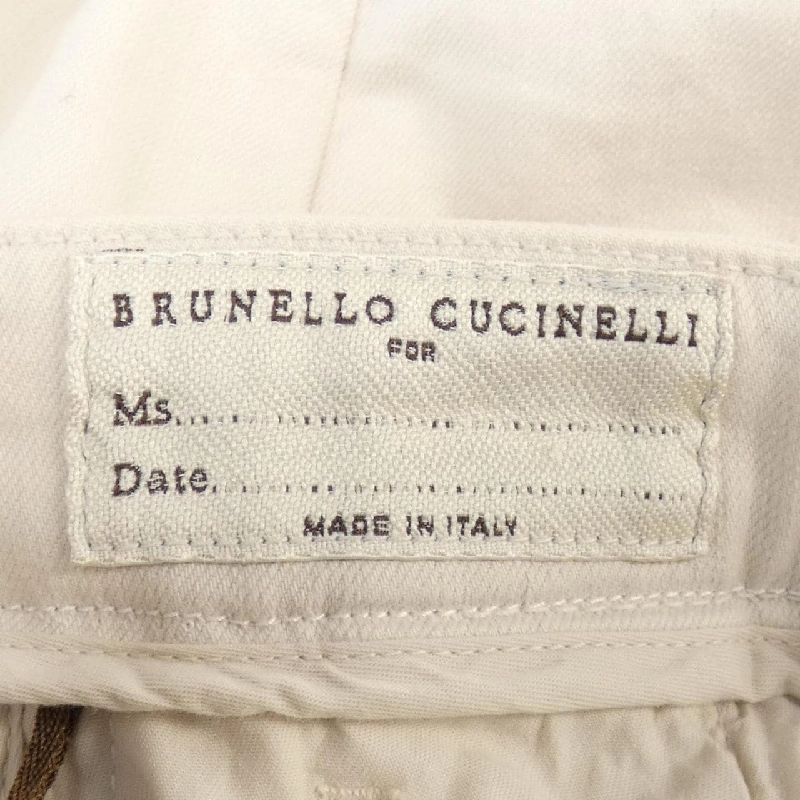 BRUNELLO CUCINELLI
FOR
Ms.
Date.
MADE IN ITALY